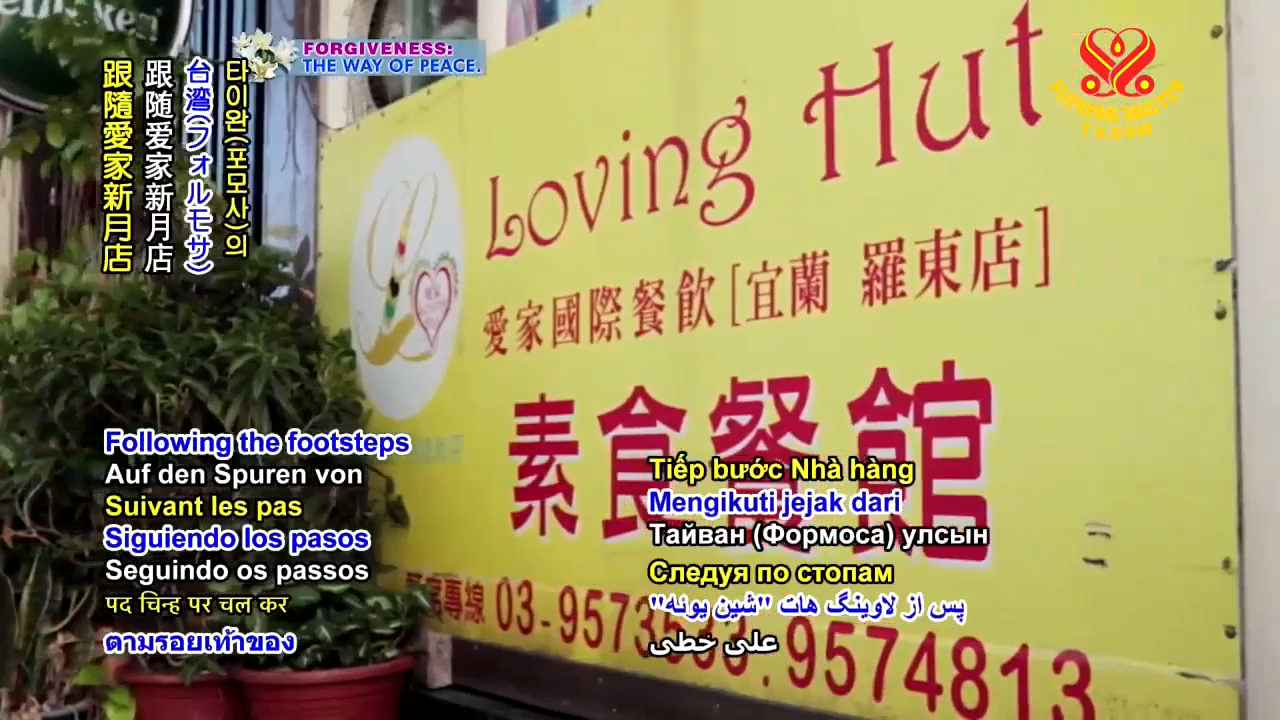 FORGIVENESS:
THE WAY OF PEACE.
SUPREME MASTER
TV.COM
跟隨愛家新月店
跟随爱家新月店
台湾(フォルモサ)
타이완(포모사)의
Loving Hut
愛家國際餐飲[宜蘭 羅東店]
素食餐館
專線 03-9573533.9574813
Following the footsteps
Auf den Spuren von
Suivant les pas
Siguiendo los pasos
Seguindo os passos
पद चिन्ह पर चल कर
ตามรอยเท้าของ
Tiếp bước Nhà hàng
Mengikuti jejak dari
Тайван (Формоса) улсын
Следуя по стопам
پس از لاوینگ هات "شین یوئه"
على خطى